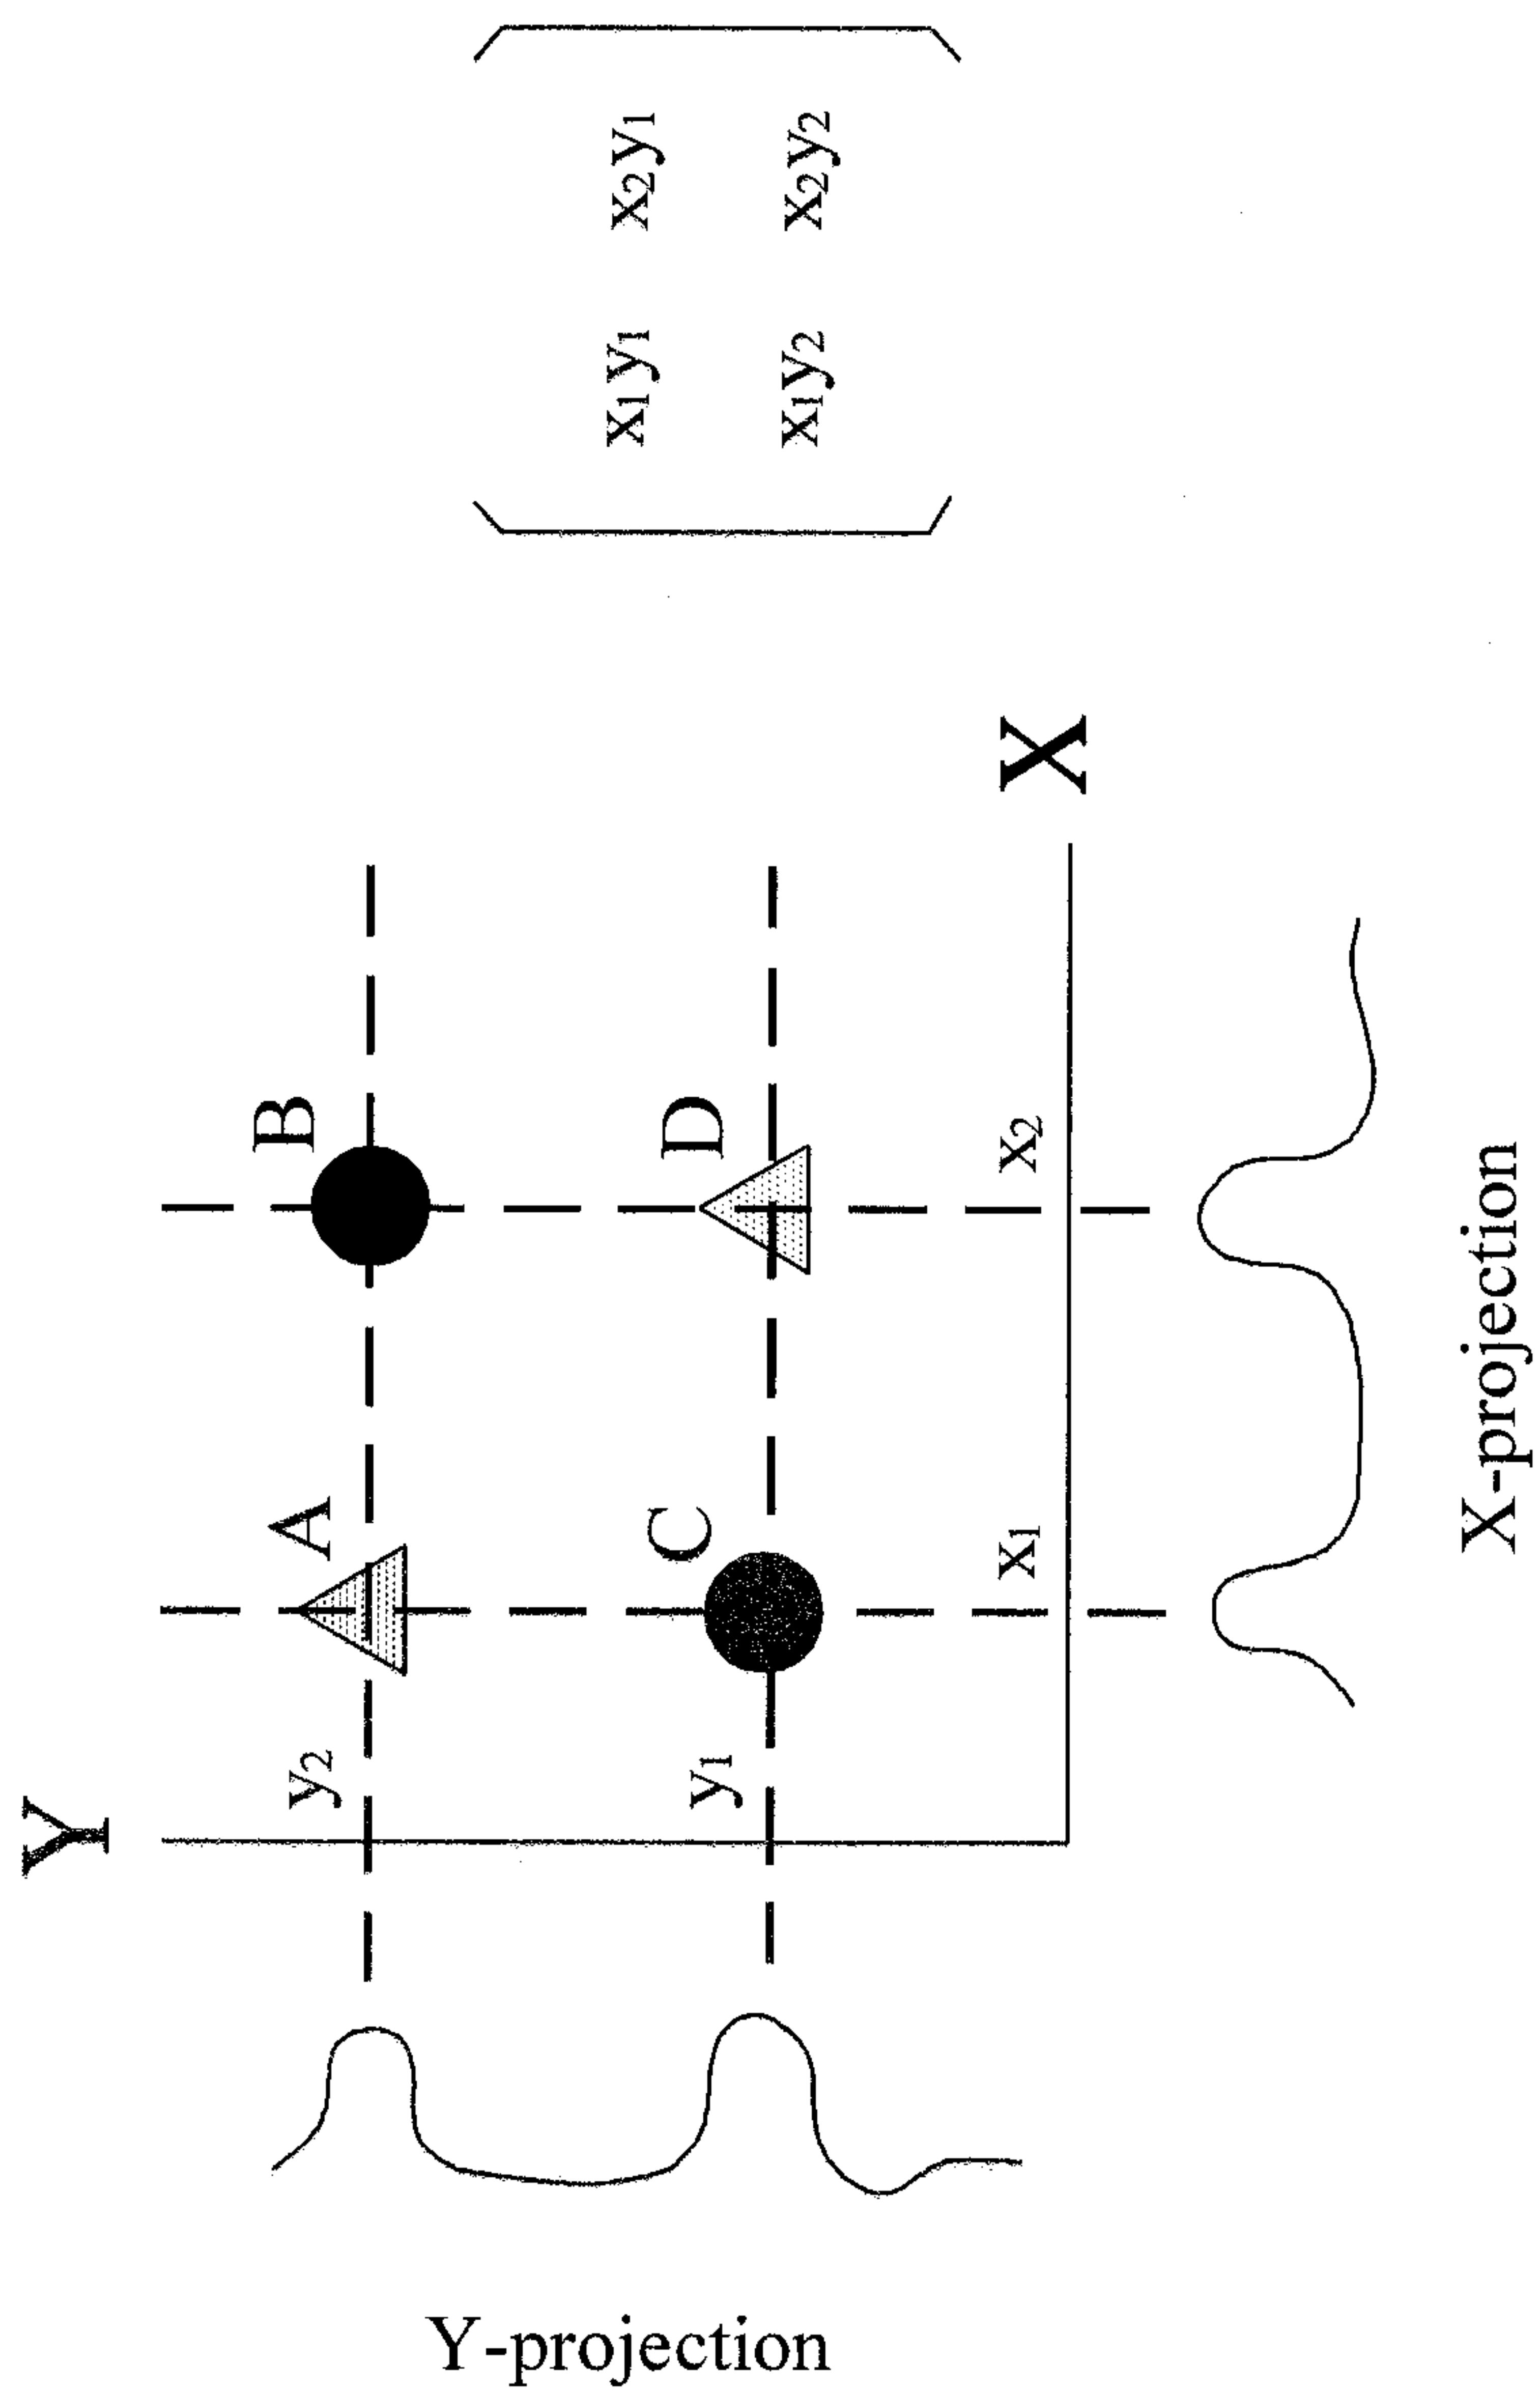 Y
A
B
y₂
C
D
y₁
x₁
x₂
X
Y-projection
X-projection
x₁y₁ x₂y₁
x₁y₂ x₂y₂